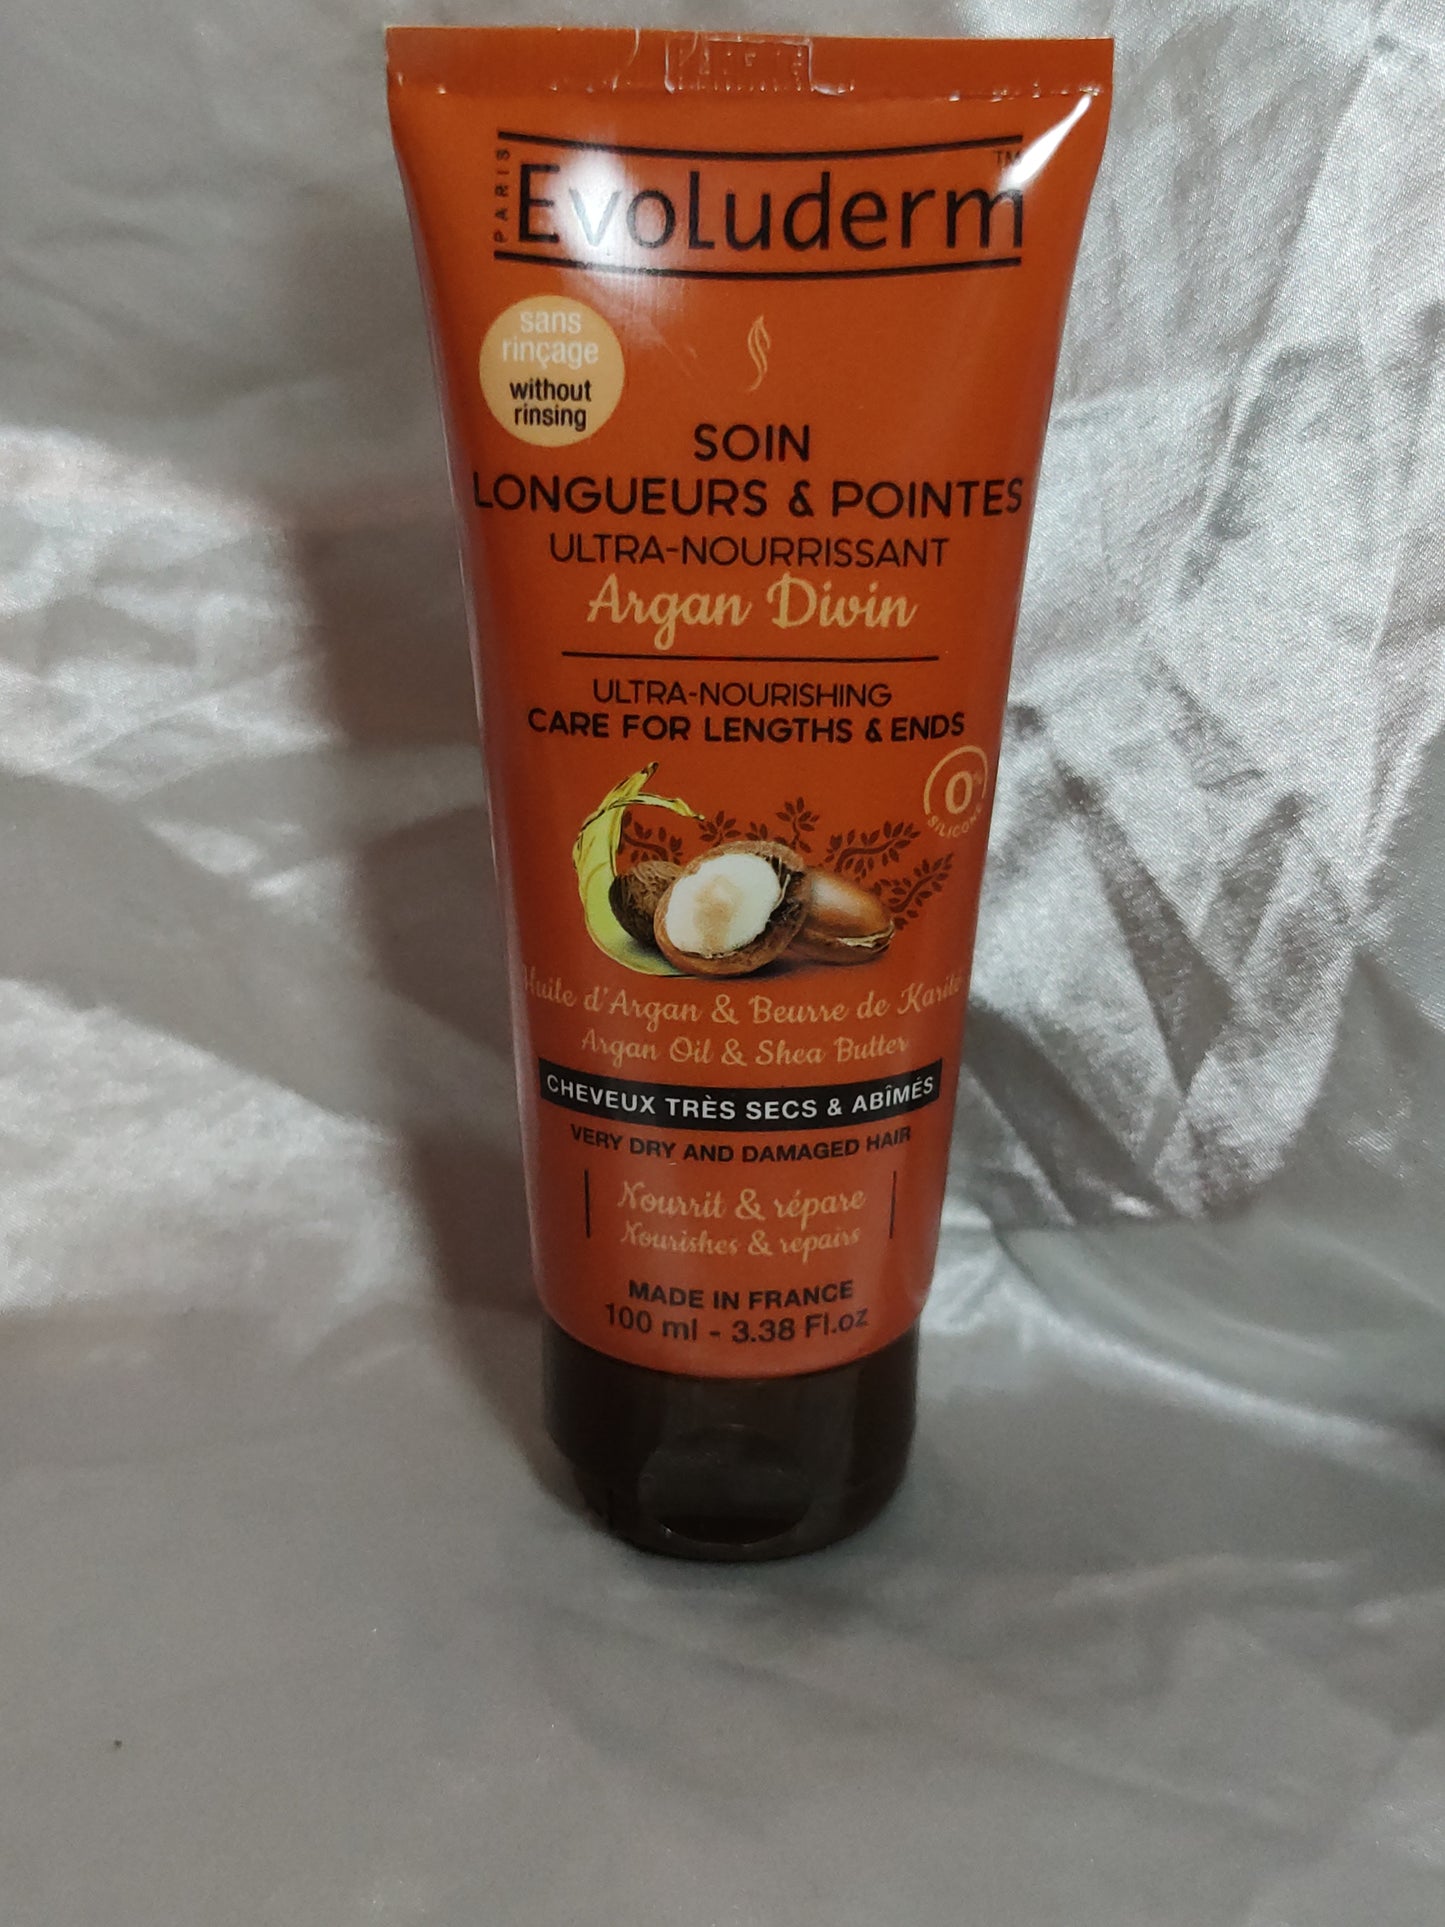 PARIS
Evoluderm™
sans
rinçage
without
rinsing
SOIN
LONGUEURS & POINTES
ULTRA-NOURRISSANT
Argan Divin
ULTRA-NOURISHING
CARE FOR LENGTHS & ENDS
0%
SILICONE
Huile d'Argan & Beurre de Karité
Argan Oil & Shea Butter
CHEVEUX TRÈS SECS & ABÎMÉS
VERY DRY AND DAMAGED HAIR
Nourrit & répare
Nourishes & repairs
MADE IN FRANCE
100 ml - 3.38 Fl.oz